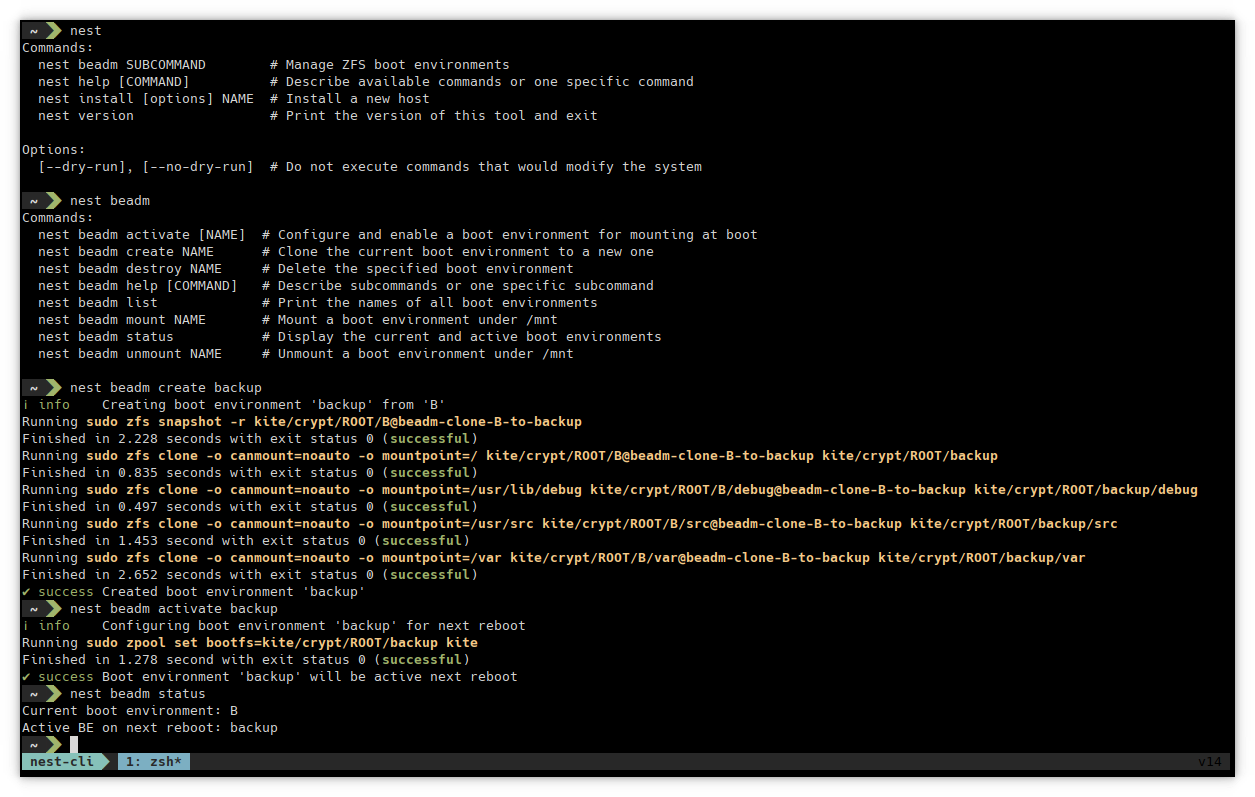 ~ nest
Commands:
  nest beadm SUBCOMMAND        # Manage ZFS boot environments
  nest help [COMMAND]          # Describe available commands or one specific command
  nest install [options] NAME  # Install a new host
  nest version                 # Print the version of this tool and exit

Options:
  [--dry-run], [--no-dry-run]  # Do not execute commands that would modify the system

~ nest beadm
Commands:
  nest beadm activate [NAME]  # Configure and enable a boot environment for mounting at boot
  nest beadm create NAME      # Clone the current boot environment to a new one
  nest beadm destroy NAME     # Delete the specified boot environment
  nest beadm help [COMMAND]   # Describe subcommands or one specific subcommand
  nest beadm list             # Print the names of all boot environments
  nest beadm mount NAME       # Mount a boot environment under /mnt
  nest beadm status           # Display the current and active boot environments
  nest beadm unmount NAME     # Unmount a boot environment under /mnt

~ nest beadm create backup
ℹ info    Creating boot environment 'backup' from 'B'
Running sudo zfs snapshot -r kite/crypt/ROOT/B@beadm-clone-B-to-backup
Finished in 2.228 seconds with exit status 0 (successful)
Running sudo zfs clone -o canmount=noauto -o mountpoint=/ kite/crypt/ROOT/B@beadm-clone-B-to-backup kite/crypt/ROOT/backup
Finished in 0.835 seconds with exit status 0 (successful)
Running sudo zfs clone -o canmount=noauto -o mountpoint=/usr/lib/debug kite/crypt/ROOT/B/debug@beadm-clone-B-to-backup kite/crypt/ROOT/backup/debug
Finished in 0.497 seconds with exit status 0 (successful)
Running sudo zfs clone -o canmount=noauto -o mountpoint=/usr/src kite/crypt/ROOT/B/src@beadm-clone-B-to-backup kite/crypt/ROOT/backup/src
Finished in 1.453 second with exit status 0 (successful)
Running sudo zfs clone -o canmount=noauto -o mountpoint=/var kite/crypt/ROOT/B/var@beadm-clone-B-to-backup kite/crypt/ROOT/backup/var
Finished in 2.652 seconds with exit status 0 (successful)
✔ success Created boot environment 'backup'
~ nest beadm activate backup
ℹ info    Configuring boot environment 'backup' for next reboot
Running sudo zpool set bootfs=kite/crypt/ROOT/backup kite
Finished in 1.278 second with exit status 0 (successful)
✔ success Boot environment 'backup' will be active next reboot
~ nest beadm status
Current boot environment: B
Active BE on next reboot: backup
~
nest-cli 1: zsh* v14